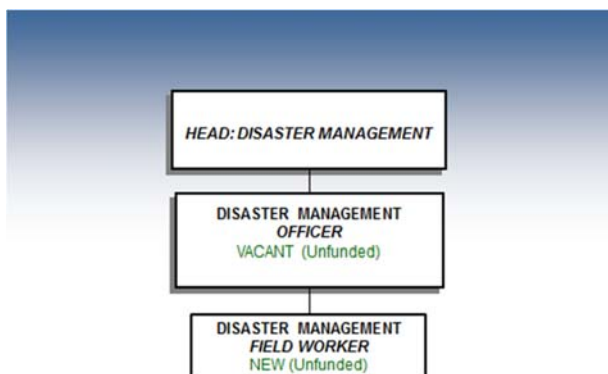 HEAD: DISASTER MANAGEMENT
DISASTER MANAGEMENT
OFFICER
VACANT (Unfunded)
DISASTER MANAGEMENT
FIELD WORKER
NEW (Unfunded)